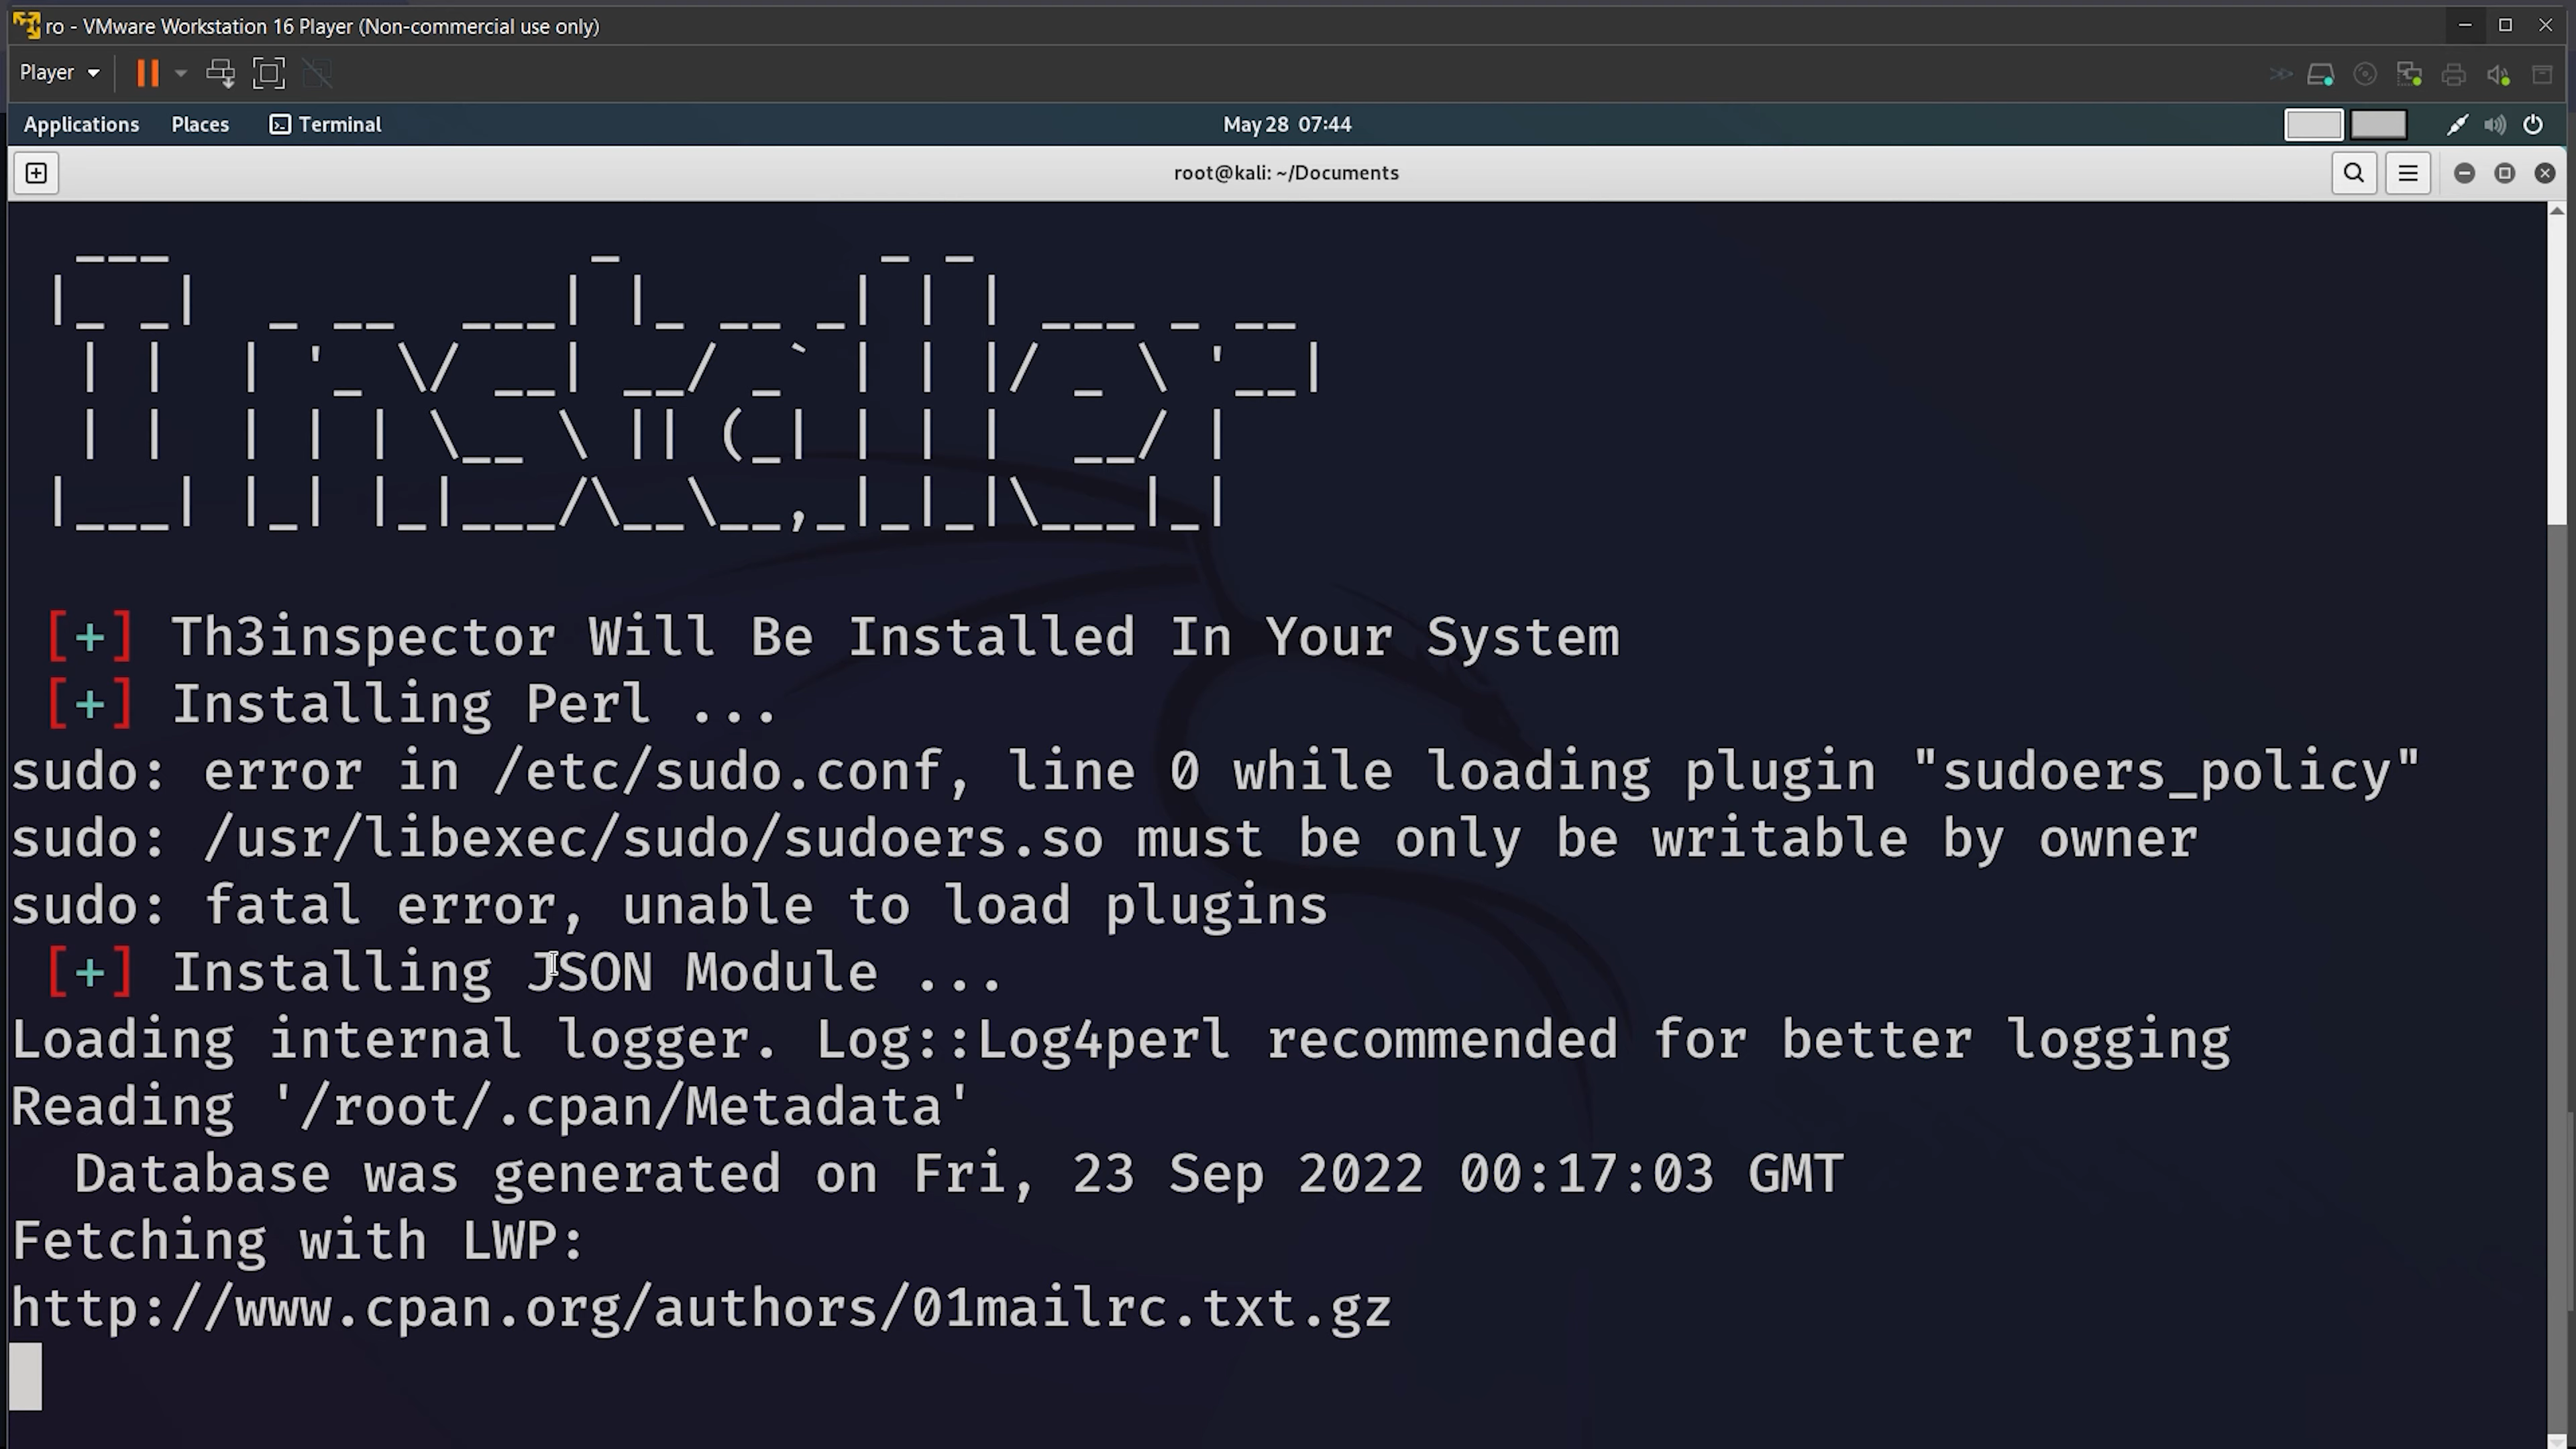 ro - VMware Workstation 16 Player (Non-commercial use only)
Player
Applications Places Terminal May 28 07:44
root@kali: ~/Documents
Installer
[+] Th3inspector Will Be Installed In Your System
[+] Installing Perl ...
sudo: error in /etc/sudo.conf, line 0 while loading plugin "sudoers_policy"
sudo: /usr/libexec/sudo/sudoers.so must be only be writable by owner
sudo: fatal error, unable to load plugins
[+] Installing JSON Module ...
Loading internal logger. Log::Log4perl recommended for better logging
Reading '/root/.cpan/Metadata'
Database was generated on Fri, 23 Sep 2022 00:17:03 GMT
Fetching with LWP:
http://www.cpan.org/authors/01mailrc.txt.gz